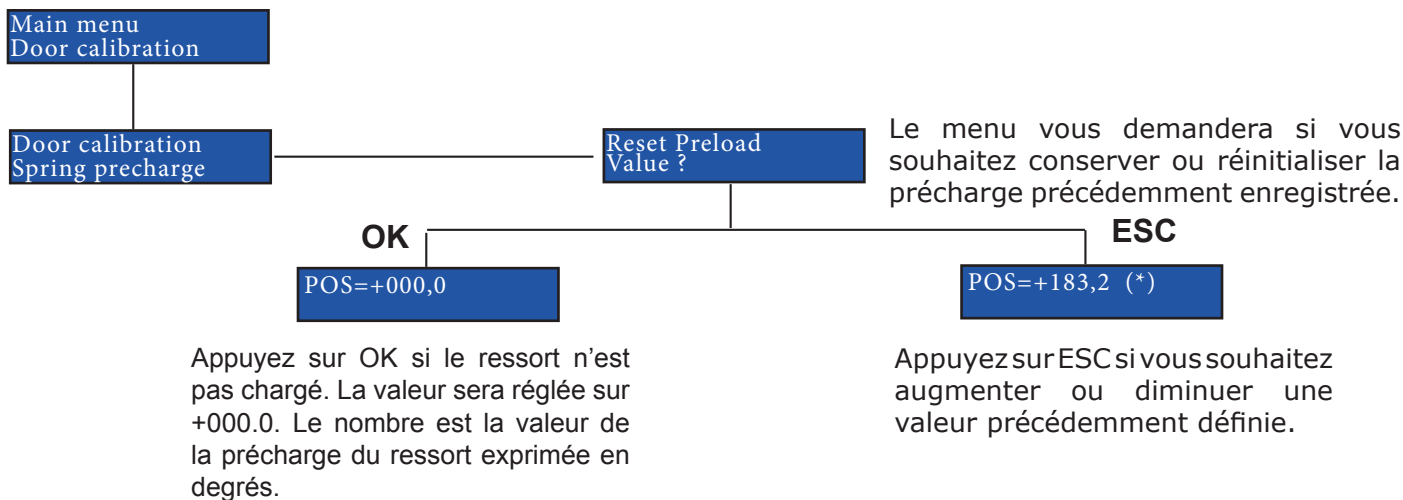 Main menu
Door calibration
Door calibration
Spring precharge
Reset Preload
Value ?
Le menu vous demandera si vous
souhaitez conserver ou réinitialiser la
précharge précédemment enregistrée.
OK
ESC
POS=+000,0
POS=+183,2 (*)
Appuyez sur OK si le ressort n'est
pas chargé. La valeur sera réglée sur
+000.0. Le nombre est la valeur de
la précharge du ressort exprimée en
degrés.
Appuyez sur ESC si vous souhaitez
augmenter ou diminuer une
valeur précédemment définie.